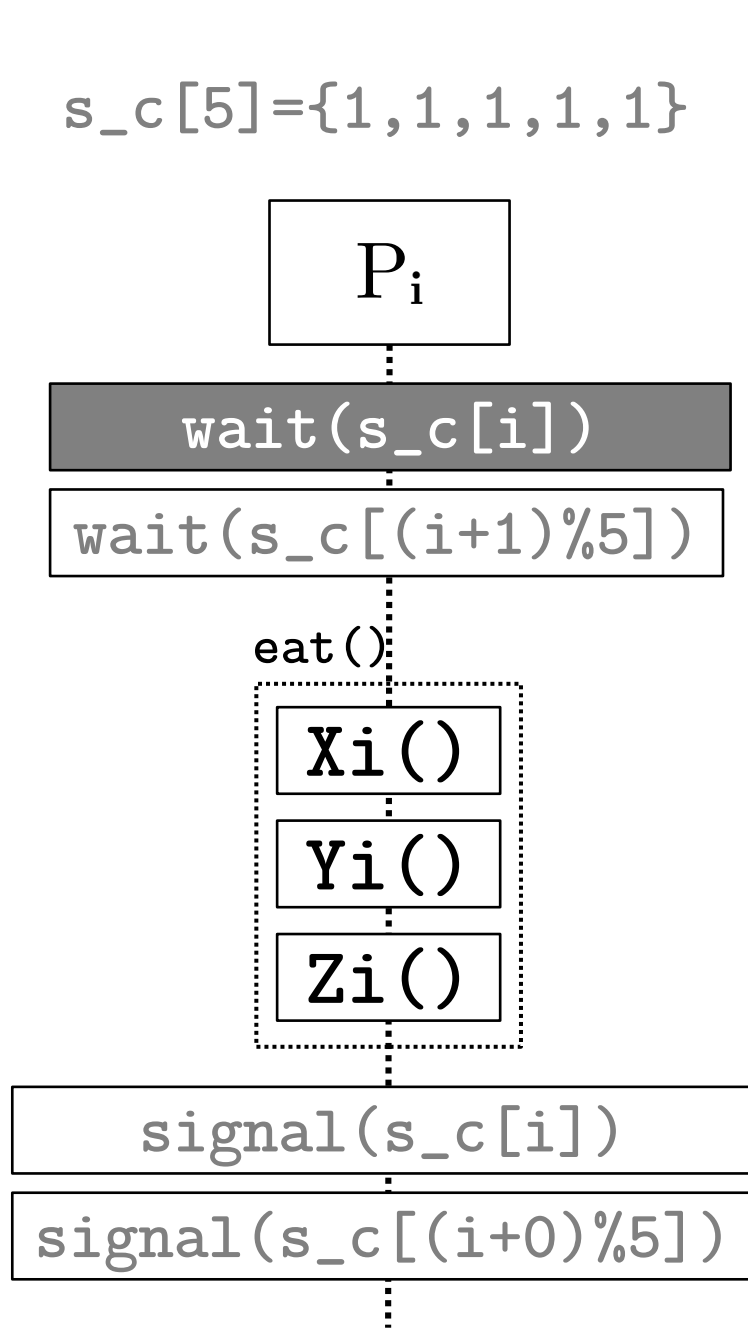 s_c[5]={1,1,1,1,1}
Pi
wait(s_c[i])
wait(s_c[(i+1)%5])
eat()
Xi()
Yi()
Zi()
signal(s_c[i])
signal(s_c[(i+0)%5])